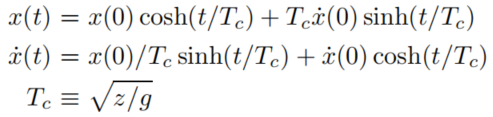 x(t) = x(0) cosh(t/T_c) + T_c ẋ(0) sinh(t/T_c)
ẋ(t) = x(0)/T_c sinh(t/T_c) + ẋ(0) cosh(t/T_c)
T_c ≡ √(z/g)